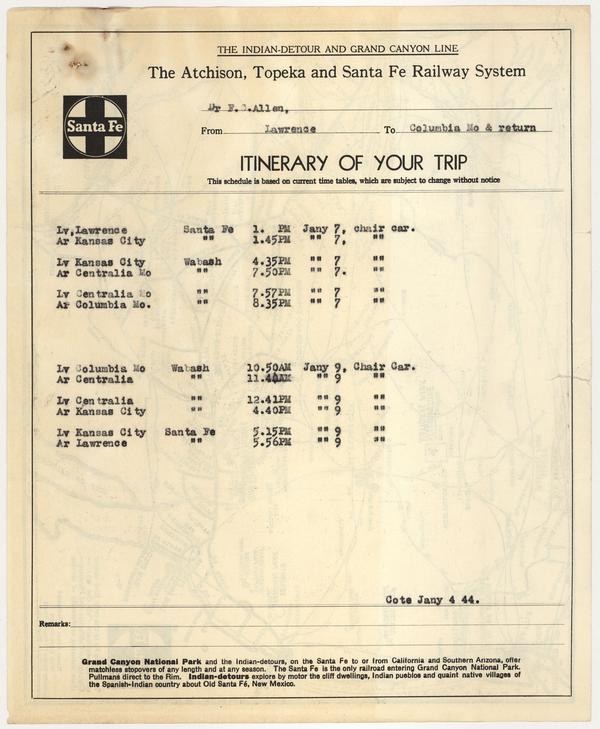 THE INDIAN-DETOUR AND GRAND CANYON LINE
The Atchison, Topeka and Santa Fe Railway System
Santa Fe
Dr F.C.Allen,
From Lawrence To Columbia Mo & return
ITINERARY OF YOUR TRIP
This schedule is based on current time tables, which are subject to change without notice
Lv,Lawrence Santa Fe 1. PM Jany 7, chair car.
Ar Kansas City "" 1.45PM "" 7, ""
Lv Kansas City Wabash 4.35PM "" 7 ""
Ar Centralia Mo "" 7.50PM "" 7. ""
Lv Centralia Mo "" 7.57PM "" 7 ""
Ar Columbia Mo. "" 8.35PM "" 7 ""
Lv Columbia Mo Wabash 10.50AM Jany 9, Chair Car.
Ar Centralia "" "" 9 ""
Lv Centralia "" 12.41PM "" 9 ""
Ar Kansas City "" 4.40PM "" 9 ""
Lv Kansas City Santa Fe 5.15PM "" 9 ""
Ar Lawrence "" 5.56PM "" 9 ""
Cote Jany 4 44.
Remarks:
Grand Canyon National Park and the Indian-detours, on the Santa Fe to or from California and Southern Arizona, offer
matchless stopovers of any length and at any season. The Santa Fe is the only railroad entering Grand Canyon National Park.
Pullmans direct to the Rim. Indian-detours explore by motor the cliff dwellings, Indian pueblos and quaint native villages of
the Spanish-Indian country about Old Santa Fé, New Mexico.